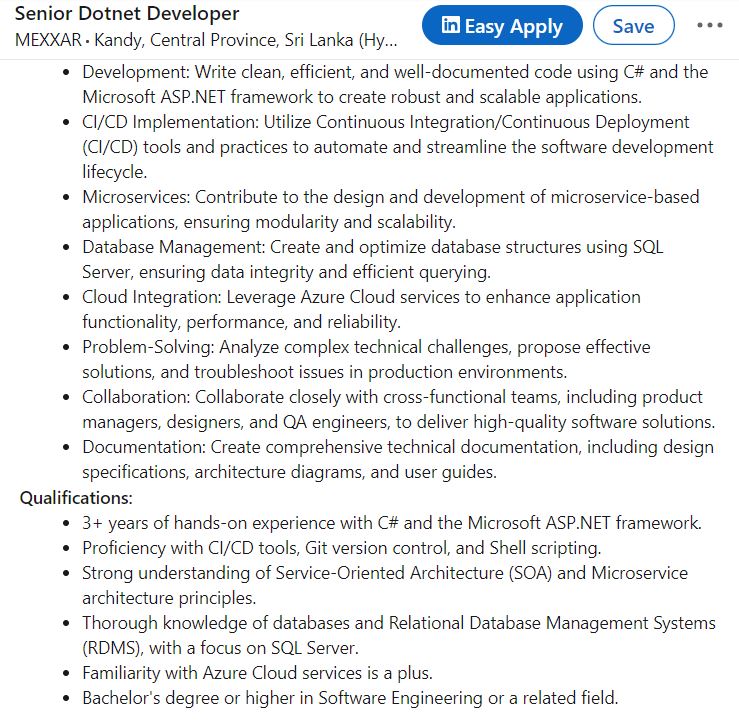 Senior Dotnet Developer
MEXXAR · Kandy, Central Province, Sri Lanka (Hy...
in Easy Apply
Save
• Development: Write clean, efficient, and well-documented code using C# and the
Microsoft ASP.NET framework to create robust and scalable applications.
• CI/CD Implementation: Utilize Continuous Integration/Continuous Deployment
(CI/CD) tools and practices to automate and streamline the software development
lifecycle.
• Microservices: Contribute to the design and development of microservice-based
applications, ensuring modularity and scalability.
• Database Management: Create and optimize database structures using SQL
Server, ensuring data integrity and efficient querying.
• Cloud Integration: Leverage Azure Cloud services to enhance application
functionality, performance, and reliability.
• Problem-Solving: Analyze complex technical challenges, propose effective
solutions, and troubleshoot issues in production environments.
• Collaboration: Collaborate closely with cross-functional teams, including product
managers, designers, and QA engineers, to deliver high-quality software solutions.
• Documentation: Create comprehensive technical documentation, including design
specifications, architecture diagrams, and user guides.
Qualifications:
• 3+ years of hands-on experience with C# and the Microsoft ASP.NET framework.
• Proficiency with CI/CD tools, Git version control, and Shell scripting.
• Strong understanding of Service-Oriented Architecture (SOA) and Microservice
architecture principles.
• Thorough knowledge of databases and Relational Database Management Systems
(RDMS), with a focus on SQL Server.
• Familiarity with Azure Cloud services is a plus.
• Bachelor's degree or higher in Software Engineering or a related field.